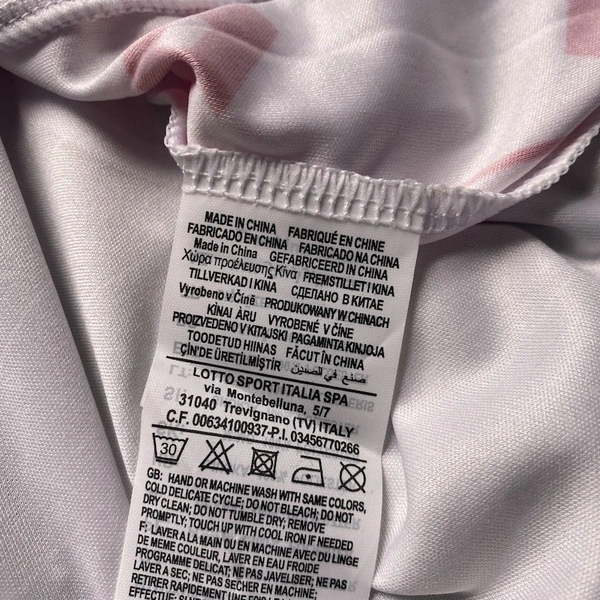 MADE IN CHINA FABRIQUÉ EN CHINE
FABRICADO EN CHINA FABRICADO NA CHINA
Made in China GEFABRICEERD IN CHINA
Χώρα προέλευσης Κίνα FREMSTILLET I KINA
TILLVERKAD I KINA СДЕЛАНО В КИТАЕ
Vyrobeno v Číně PRODUKOWANY W CHINACH
KÍNAI ÁRU VYROBENÉ V ČÍNE
PROIZVEDENO V KITAJSKI PAGAMINTA KINIJOJA
TOODETUD HIINAS FĂCUT ÎN CHINA
ÇİN'DE ÜRETİLMİŞTİR صنع في الصين
LOTTO SPORT ITALIA SPA
via Montebelluna, 5/7
31040 Trevignano (TV) ITALY
C.F. 00634100937-P.I. 03456770266
30
GB: HAND OR MACHINE WASH WITH SAME COLORS,
COLD DELICATE CYCLE; DO NOT BLEACH; DO NOT
DRY CLEAN; DO NOT TUMBLE DRY; REMOVE
PROMPTLY; TOUCH UP WITH COOL IRON IF NEEDED
F: LAVER A LA MAIN OU EN MACHINE AVEC DU LINGE
DE MEME COULEUR, LAVER EN EAU FROIDE
PROGRAMME DELICAT; NE PAS JAVELISER; NE PAS
LAVER A SEC; NE PAS SECHER EN MACHINE;
RETIRER RAPIDEMENT UNE FOIS
EFFECTUE;